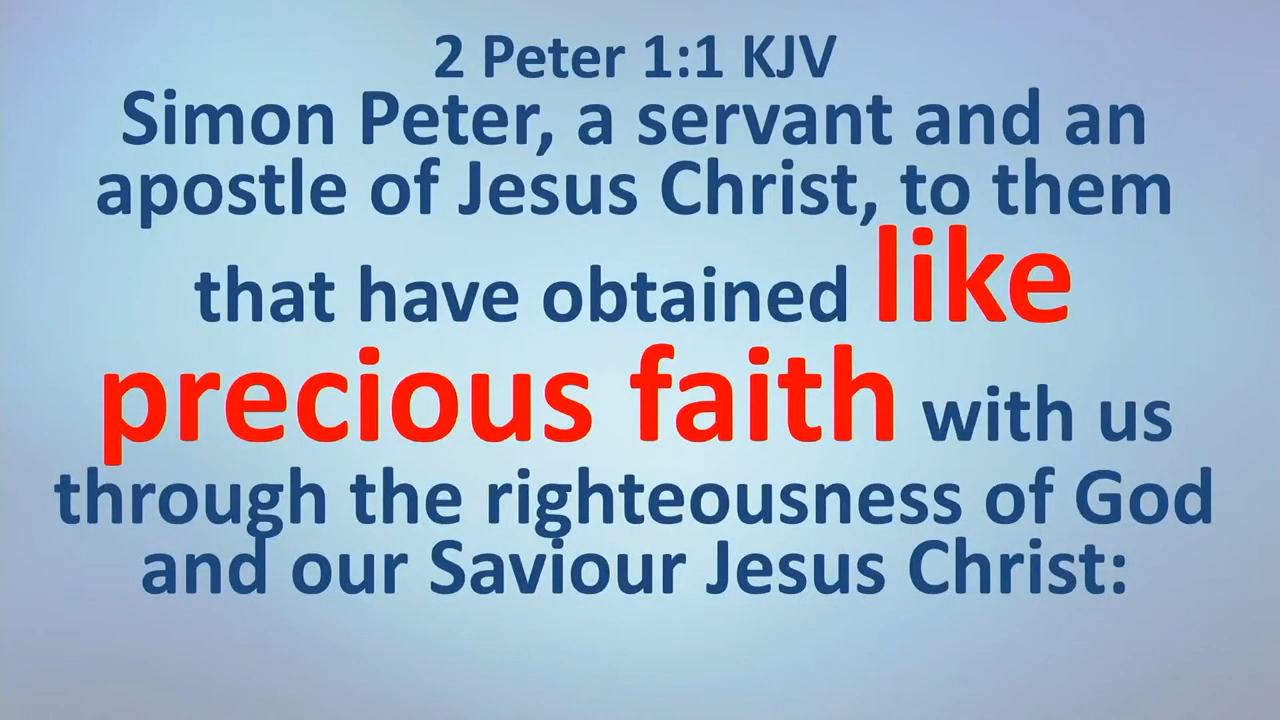 2 Peter 1:1 KJV
Simon Peter, a servant and an
apostle of Jesus Christ, to them
that have obtained like
precious faith with us
through the righteousness of God
and our Saviour Jesus Christ: